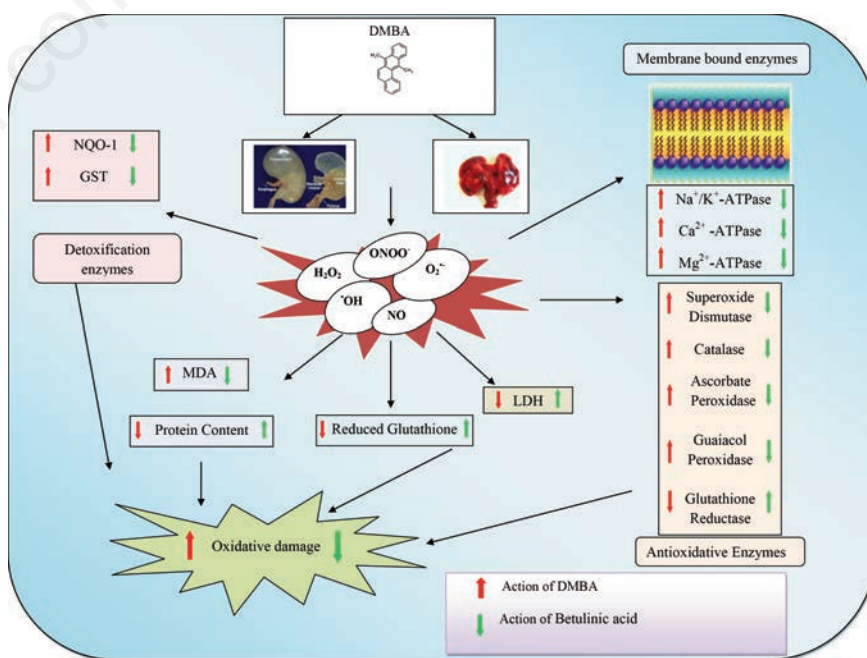 DMBA
H₃C
CH₃
Membrane bound enzymes
NQO-1
GST
Detoxification
enzymes
Na⁺/K⁺-ATPase
Ca²⁺ -ATPase
Mg²⁺-ATPase
ONOO⁻
H₂O₂
O₂•⁻
•OH
NO
Superoxide
Dismutase
Catalase
Ascorbate
Peroxidase
Guaiacol
Peroxidase
Glutathione
Reductase
Antioxidative Enzymes
MDA
LDH
Protein Content
Reduced Glutathione
Oxidative damage
Action of DMBA
Action of Betulinic acid